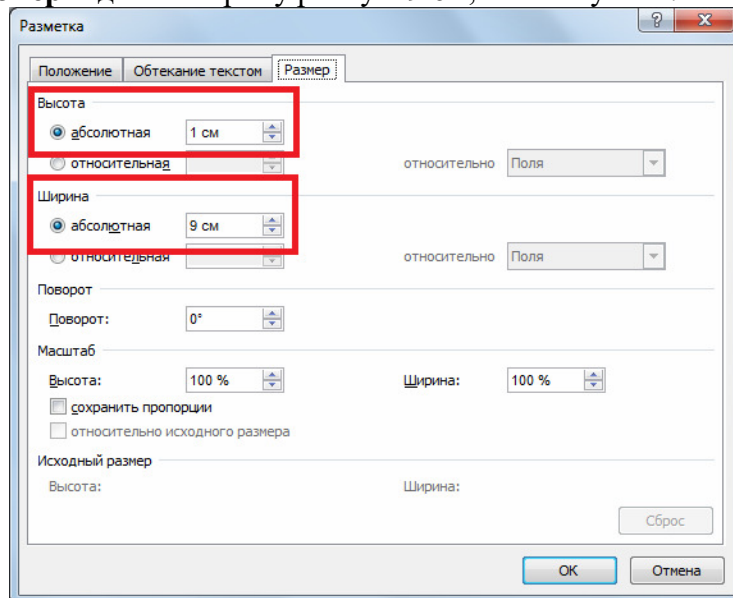 Разметка
Положение Обтекание текстом Размер
Высота
абсолютная 1 см
относительная относительно Поля
Ширина
абсолютная 9 см
относительная относительно Поля
Поворот
Поворот: 0°
Масштаб
Высота: 100 % Ширина: 100 %
сохранить пропорции
относительно исходного размера
Исходный размер
Высота: Ширина:
Сброс
ОК Отмена